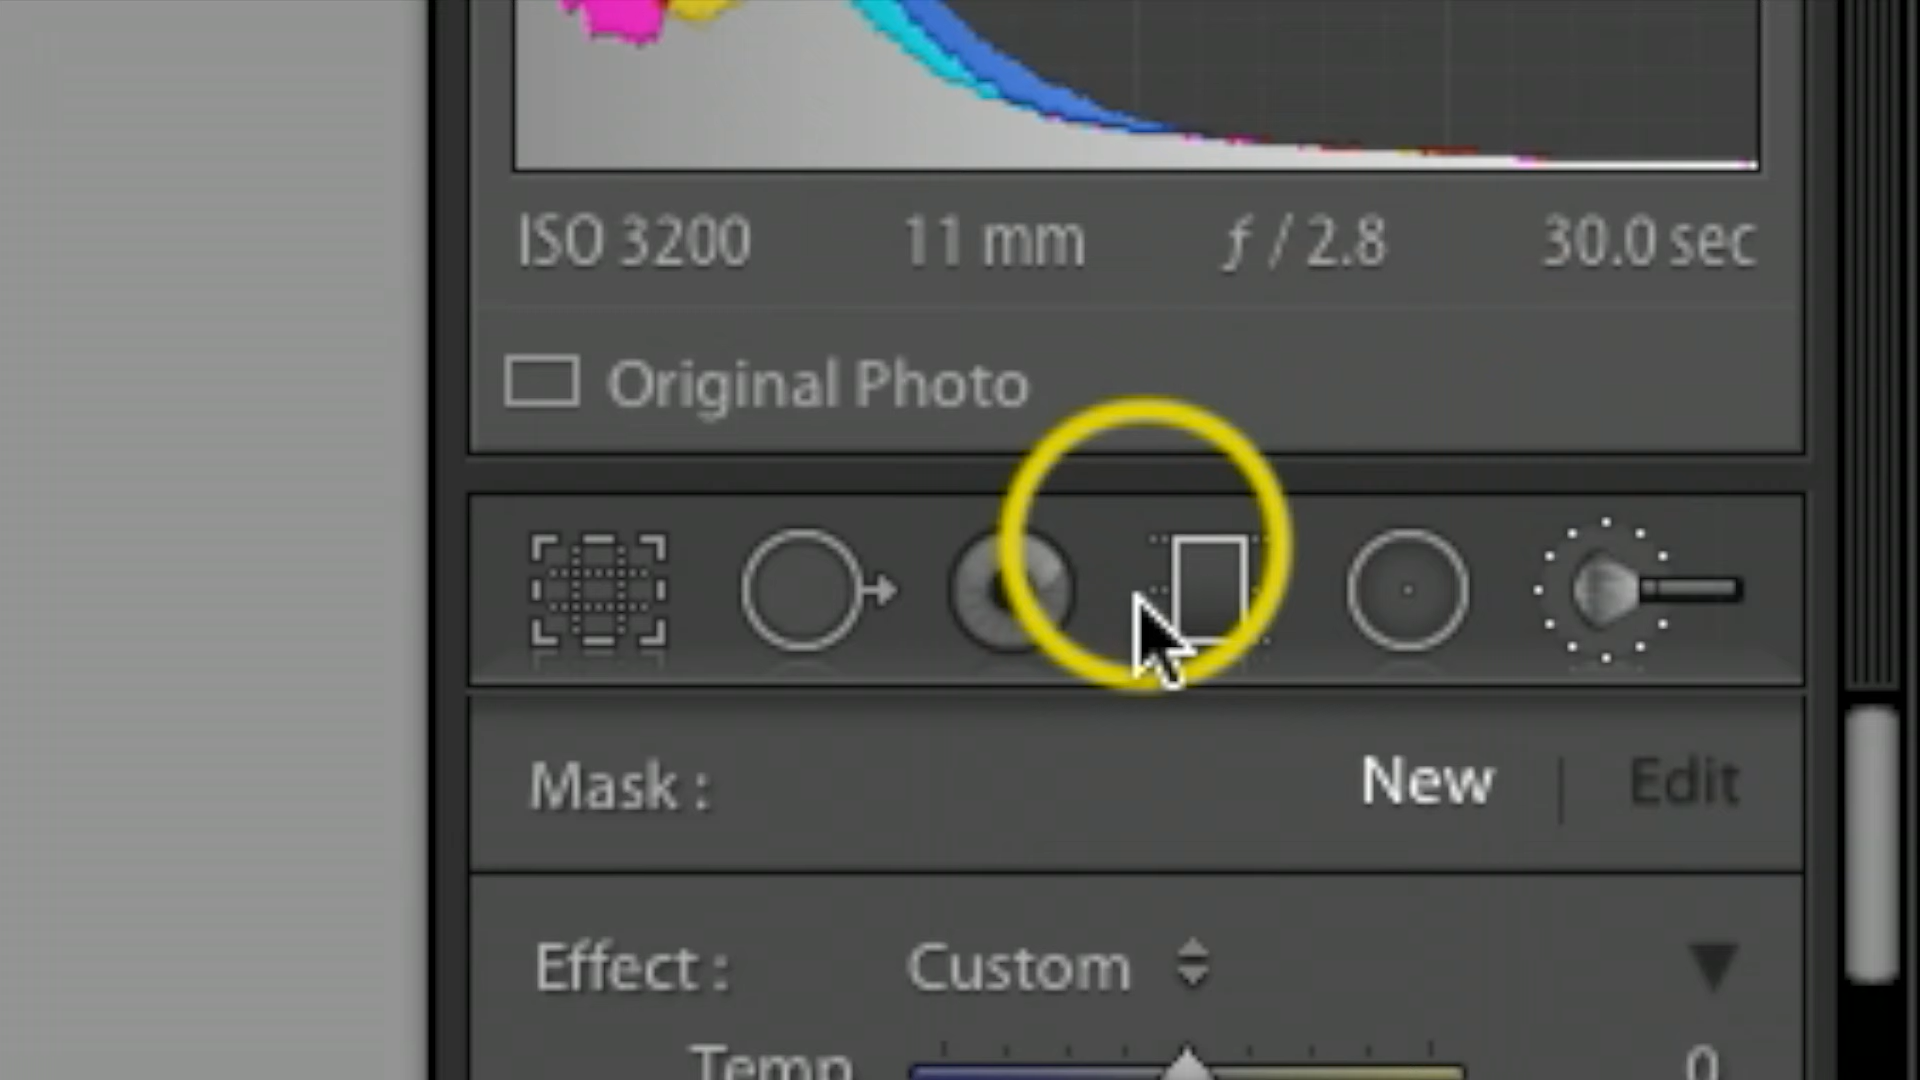 ISO 3200 11 mm ƒ / 2.8 30.0 sec
Original Photo
Mask : New | Edit
Effect : Custom
Temp 0